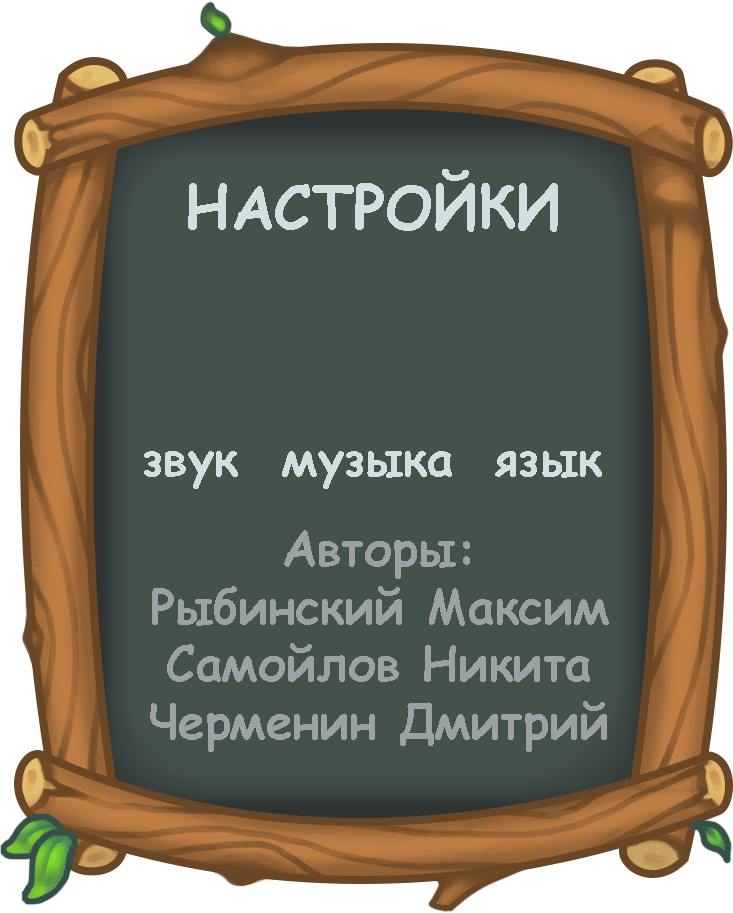 НАСТРОЙКИ
звук музыка язык
Авторы:
Рыбинский Максим
Самойлов Никита
Черменин Дмитрий